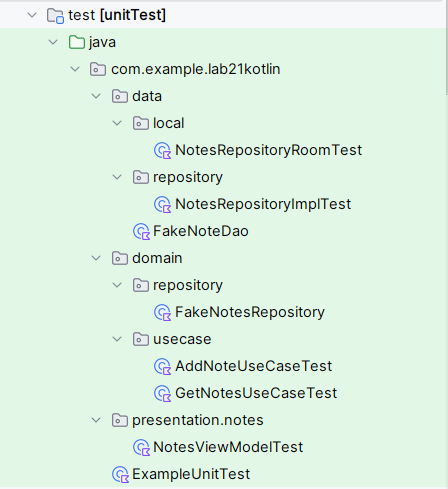 test [unitTest]
java
com.example.lab21kotlin
data
local
NotesRepositoryRoomTest
repository
NotesRepositoryImplTest
FakeNoteDao
domain
repository
FakeNotesRepository
usecase
AddNoteUseCaseTest
GetNotesUseCaseTest
presentation.notes
NotesViewModelTest
ExampleUnitTest